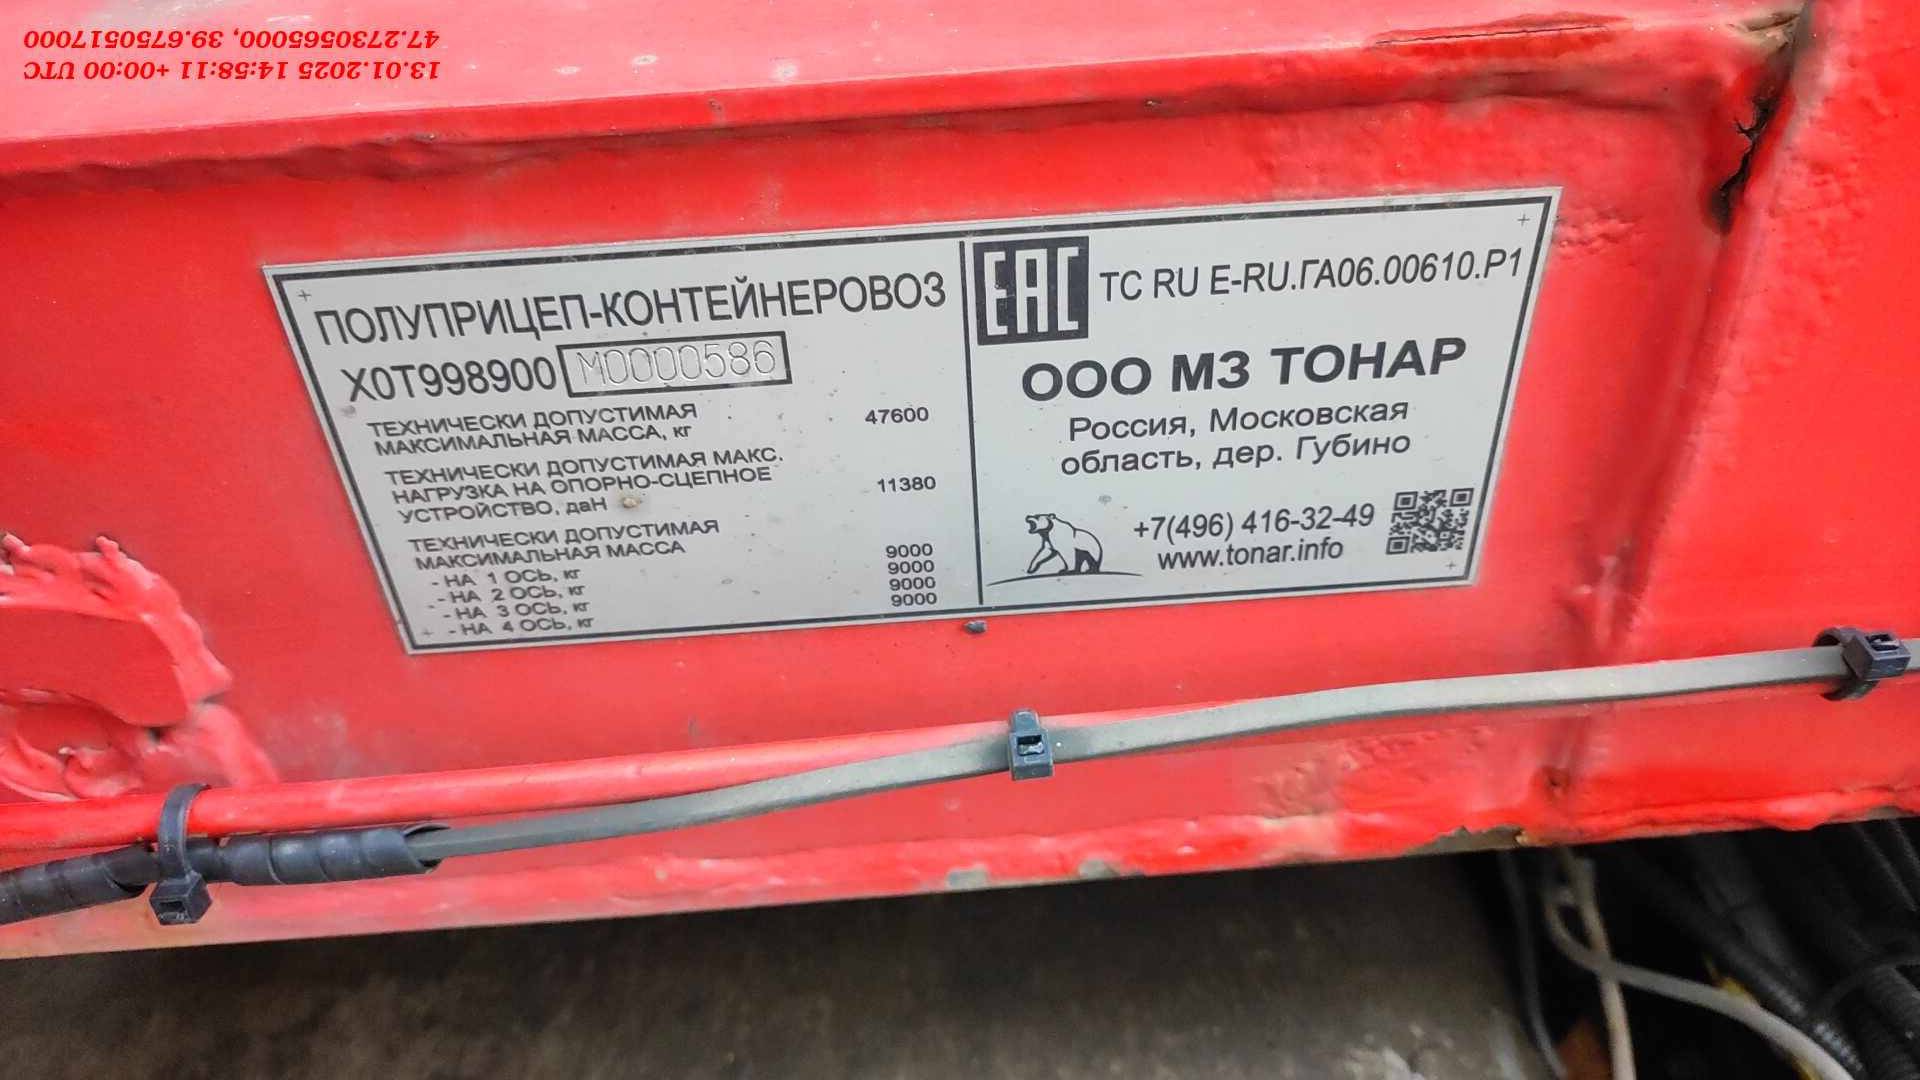 47.27305665000, 39.67505017000
13.01.2025 14:58:11 +00:00 UTC
ПОЛУПРИЦЕП-КОНТЕЙНЕРОВОЗ
X0T998900 M0000586
ТЕХНИЧЕСКИ ДОПУСТИМАЯ
МАКСИМАЛЬНАЯ МАССА, кг 47600
ТЕХНИЧЕСКИ ДОПУСТИМАЯ МАКС.
НАГРУЗКА НА ОПОРНО-СЦЕПНОЕ
УСТРОЙСТВО, даН 11380
ТЕХНИЧЕСКИ ДОПУСТИМАЯ
МАКСИМАЛЬНАЯ МАССА
- НА 1 ОСЬ, кг 9000
- НА 2 ОСЬ, кг 9000
- НА 3 ОСЬ, кг 9000
- НА 4 ОСЬ, кг 9000
EAC TC RU E-RU.ГА06.00610.P1
ООО МЗ ТОНАР
Россия, Московская
область, дер. Губино
+7(496) 416-32-49
www.tonar.info